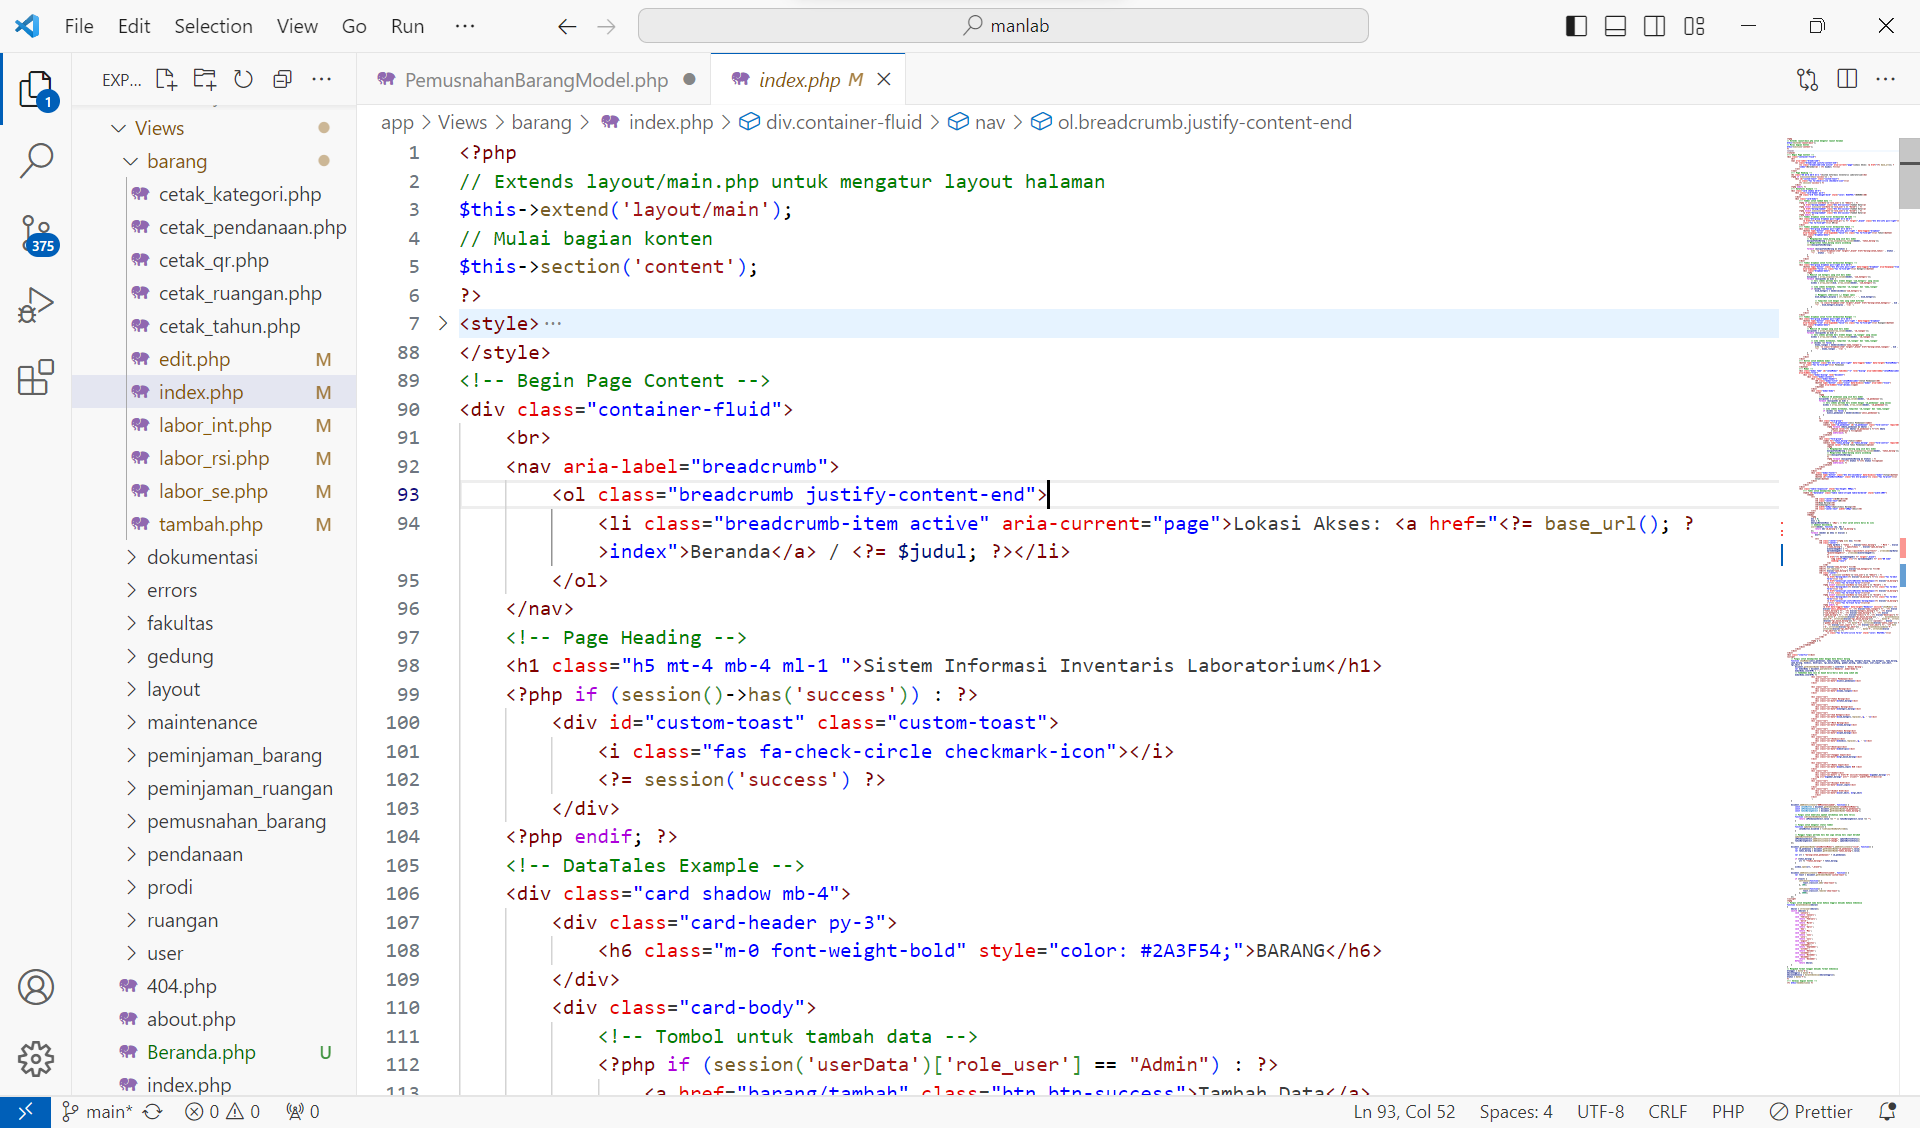 File Edit Selection View Go Run ··· manlab
EXP...
PemusnahanBarangModel.php index.php M
app > Views > barang > index.php > div.container-fluid > nav > ol.breadcrumb.justify-content-end
1
375
Views
barang
cetak_kategori.php
cetak_pendanaan.php
cetak_qr.php
cetak_ruangan.php
cetak_tahun.php
edit.php M
index.php M
labor_int.php M
labor_rsi.php M
labor_se.php M
tambah.php M
dokumentasi
errors
fakultas
gedung
layout
maintenance
peminjaman_barang
peminjaman_ruangan
pemusnahan_barang
pendanaan
prodi
ruangan
user
404.php
about.php
Beranda.php U
index.php
1 <?php
2 // Extends layout/main.php untuk mengatur layout halaman
3 $this->extend('layout/main');
4 // Mulai bagian konten
5 $this->section('content');
6 ?>
7 <style>···
88 </style>
89 <!-- Begin Page Content -->
90 <div class="container-fluid">
91 <br>
92 <nav aria-label="breadcrumb">
93 <ol class="breadcrumb justify-content-end">
94 <li class="breadcrumb-item active" aria-current="page">Lokasi Akses: <a href="<?= base_url(); ?
>index">Beranda</a> / <?= $judul; ?></li>
95 </ol>
96 </nav>
97 <!-- Page Heading -->
98 <h1 class="h5 mt-4 mb-4 ml-1 ">Sistem Informasi Inventaris Laboratorium</h1>
99 <?php if (session()->has('success')) : ?>
100 <div id="custom-toast" class="custom-toast">
101 <i class="fas fa-check-circle checkmark-icon"></i>
102 <?= session('success') ?>
103 </div>
104 <?php endif; ?>
105 <!-- DataTales Example -->
106 <div class="card shadow mb-4">
107 <div class="card-header py-3">
108 <h6 class="m-0 font-weight-bold" style="color: #2A3F54;">BARANG</h6>
109 </div>
110 <div class="card-body">
111 <!-- Tombol untuk tambah data -->
112 <?php if (session('userData')['role_user'] == "Admin") : ?>
113 <a href="barang/tambah" class="btn btn-success">Tambah Data</a>
main* 0 0 0 Ln 93, Col 52 Spaces: 4 UTF-8 CRLF PHP Prettier